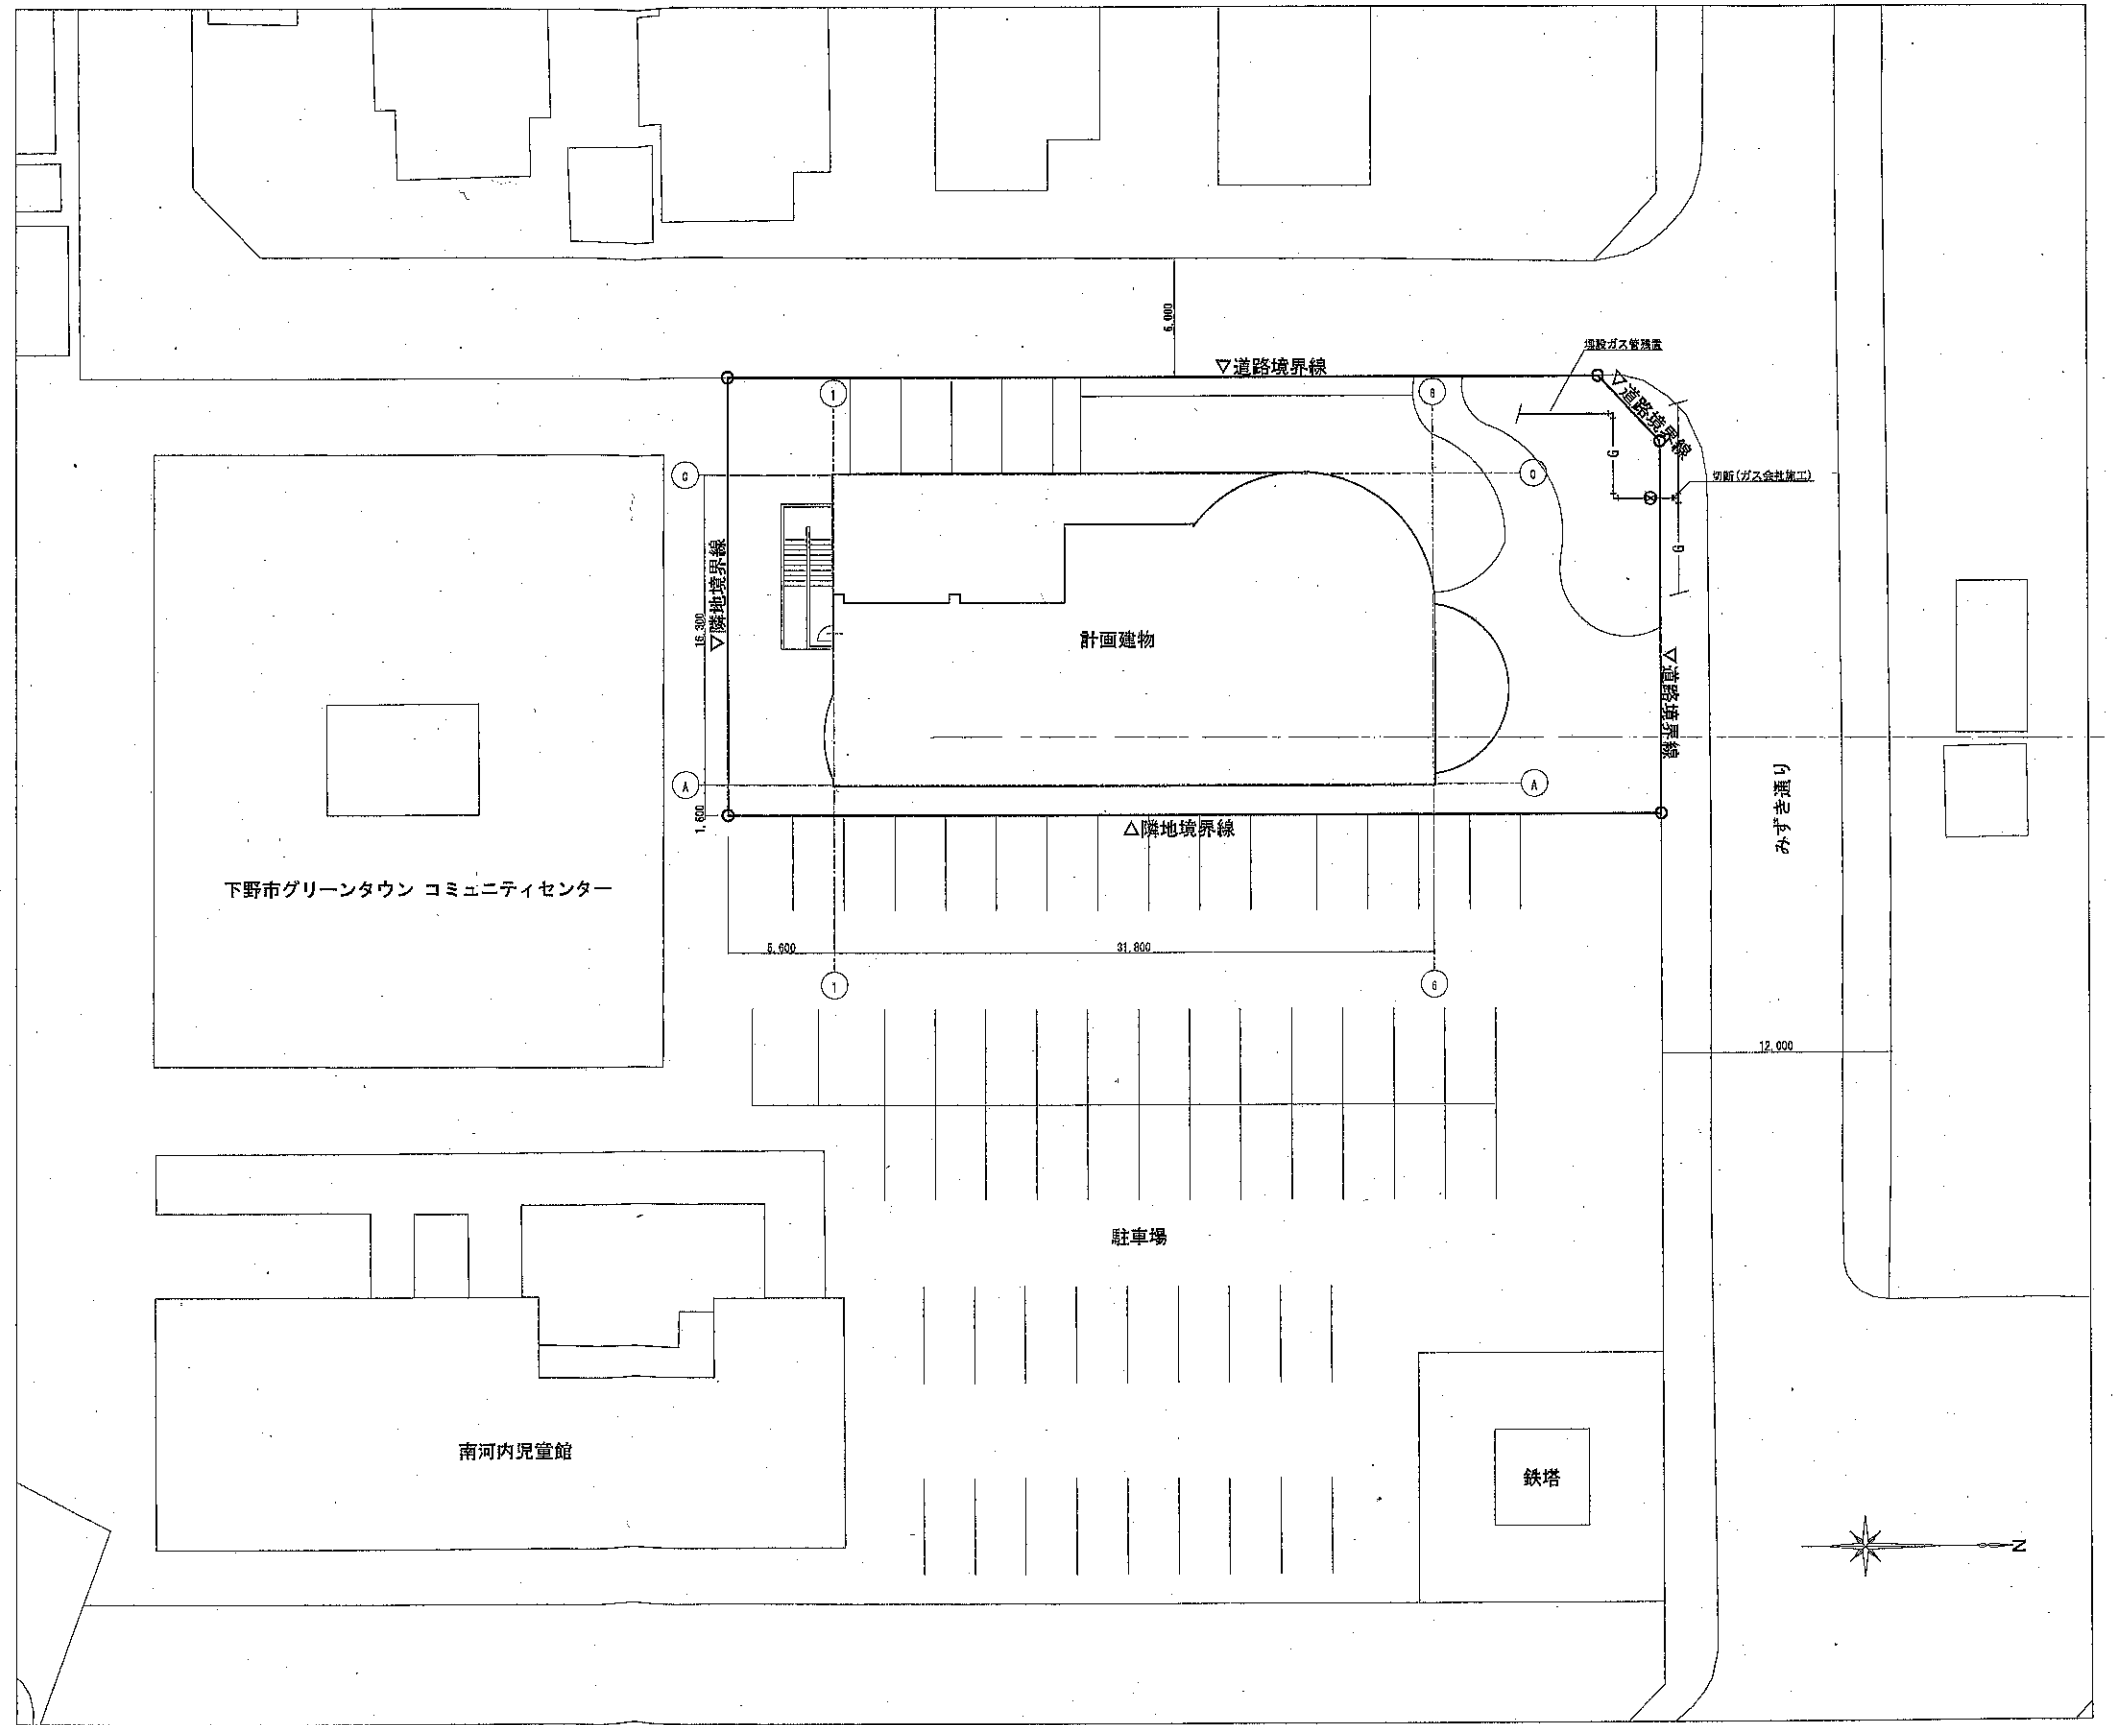 6,000
埋設ガス管残置
▽道路境界線
▽道路境界線
1
8
G
G
G
切断(ガス会社施工)
▽隣地境界線
16,300
計画建物
G
▽道路境界線
A
A
1,600
△隣地境界線
みずき通り
下野市グリーンタウン コミュニティセンター
5,600
31,800
1
6
12,000
駐車場
南河内児童館
鉄塔
N